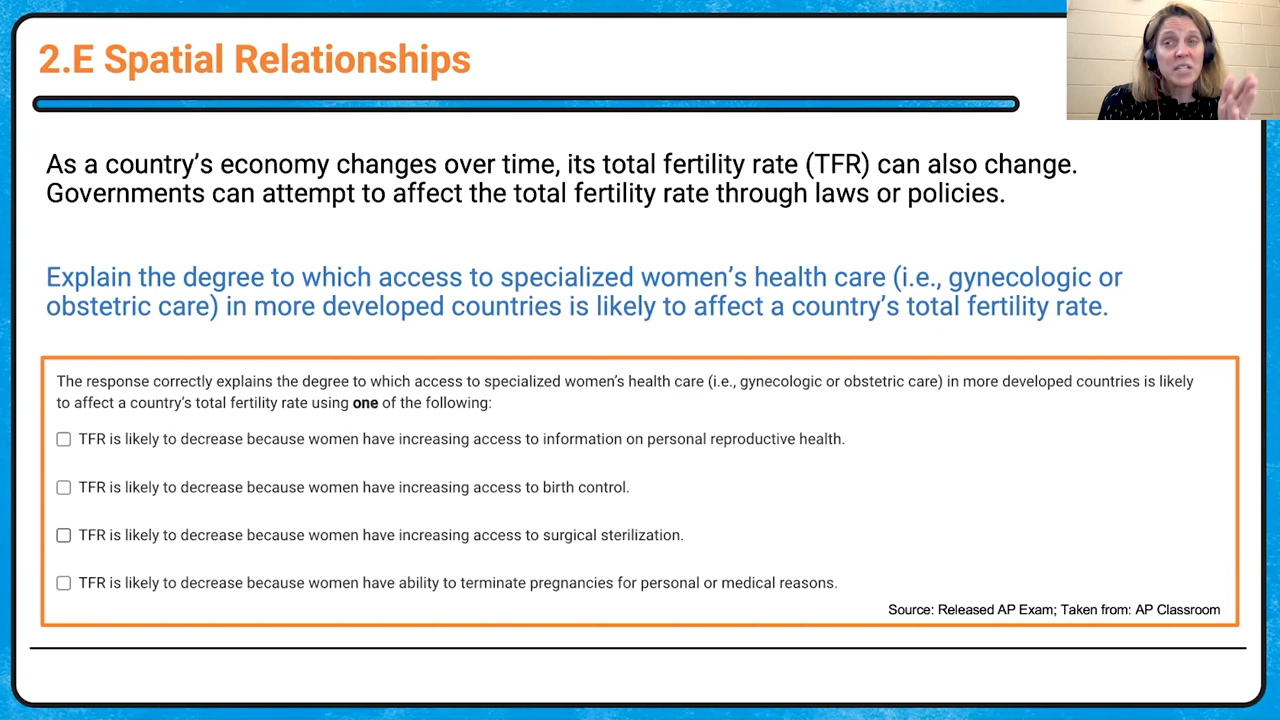 2.E Spatial Relationships
As a country's economy changes over time, its total fertility rate (TFR) can also change.
Governments can attempt to affect the total fertility rate through laws or policies.
Explain the degree to which access to specialized women's health care (i.e., gynecologic or
obstetric care) in more developed countries is likely to affect a country's total fertility rate.
The response correctly explains the degree to which access to specialized women's health care (i.e., gynecologic or obstetric care) in more developed countries is likely
to affect a country's total fertility rate using one of the following:
TFR is likely to decrease because women have increasing access to information on personal reproductive health.
TFR is likely to decrease because women have increasing access to birth control.
TFR is likely to decrease because women have increasing access to surgical sterilization.
TFR is likely to decrease because women have ability to terminate pregnancies for personal or medical reasons.
Source: Released AP Exam; Taken from: AP Classroom